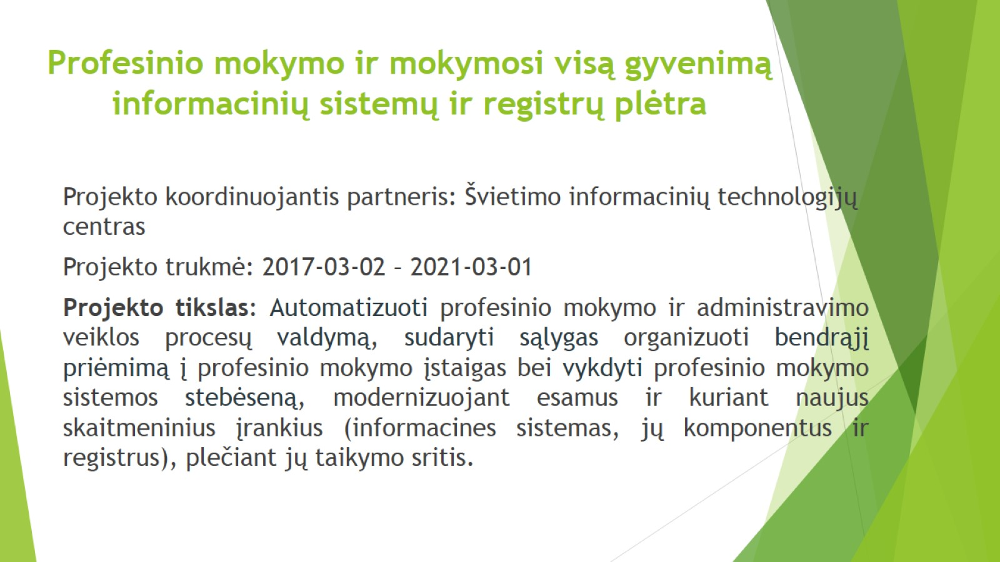 Profesinio mokymo ir mokymosi visą gyvenimą
informacinių sistemų ir registrų plėtra
Projekto koordinuojantis partneris: Švietimo informacinių technologijų
centras
Projekto trukmė: 2017-03-02 – 2021-03-01
Projekto tikslas: Automatizuoti profesinio mokymo ir administravimo
veiklos procesų valdymą, sudaryti sąlygas organizuoti bendrąjį
priėmimą į profesinio mokymo įstaigas bei vykdyti profesinio mokymo
sistemos stebėseną, modernizuojant esamus ir kuriant naujus
skaitmeninius įrankius (informacines sistemas, jų komponentus ir
registrus), plečiant jų taikymo sritis.